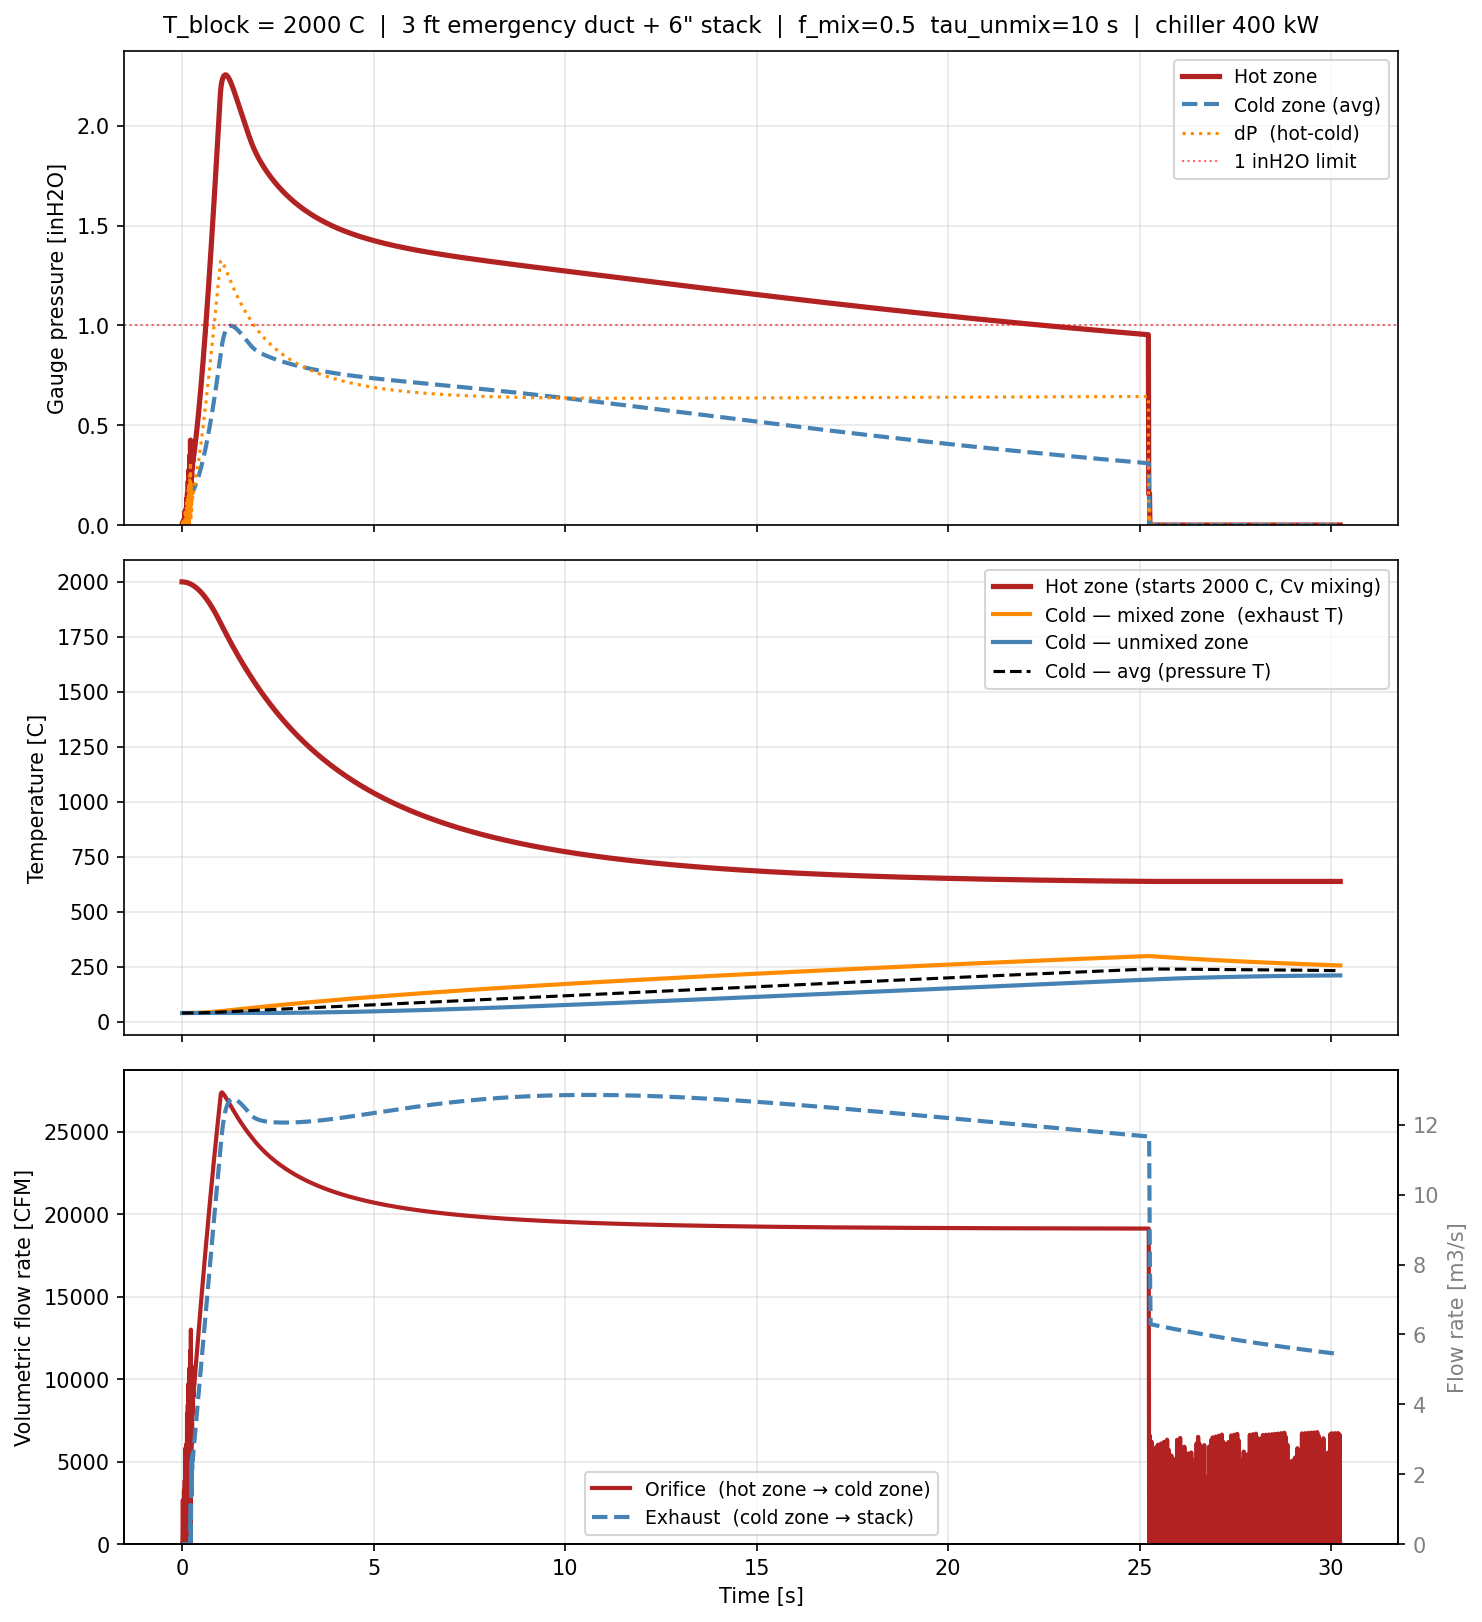 T_block = 2000 C  |  3 ft emergency duct + 6" stack  |  f_mix=0.5  tau_unmix=10 s  |  chiller 400 kW
Hot zone
Cold zone (avg)
dP  (hot-cold)
1 inH2O limit
Gauge pressure [inH2O]
2.0
1.5
1.0
0.5
0.0
Hot zone (starts 2000 C, Cv mixing)
Cold — mixed zone  (exhaust T)
Cold — unmixed zone
Cold — avg (pressure T)
Temperature [C]
2000
1750
1500
1250
1000
750
500
250
0
Volumetric flow rate [CFM]
25000
20000
15000
10000
5000
0
Orifice  (hot zone → cold zone)
Exhaust  (cold zone → stack)
12
10
8
6
4
2
0
Flow rate [m3/s]
0 5 10 15 20 25 30
Time [s]